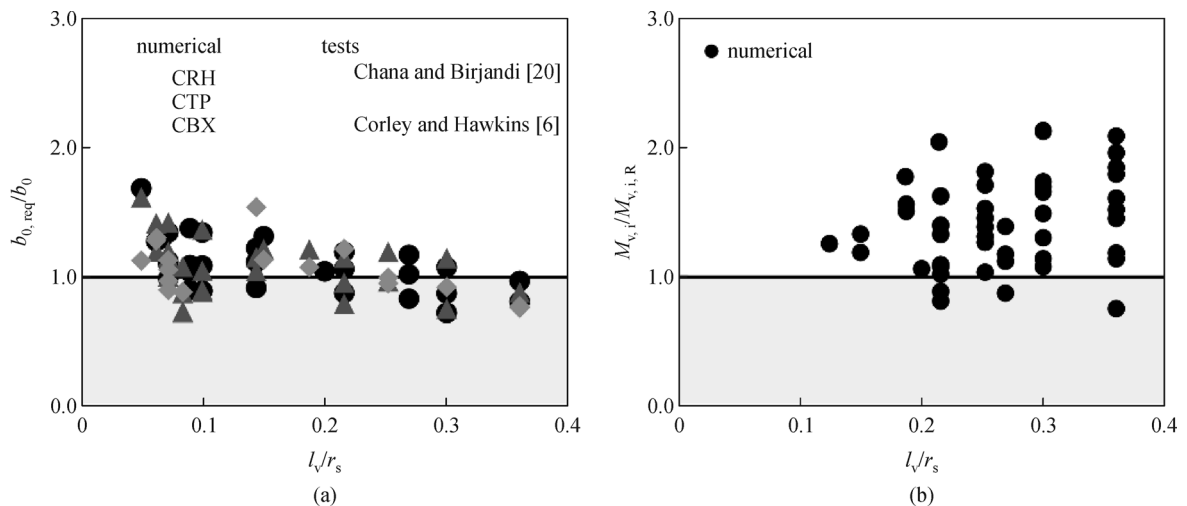 3.0
2.0
1.0
0.0
b0, req/b0
numerical
CRH
CTP
CBX
tests
Chana and Birjandi [20]
Corley and Hawkins [6]
0
0.1
0.2
0.3
0.4
lv/rs
(a)
3.0
2.0
1.0
0.0
Mv, i/Mv, i, R
numerical
0
0.1
0.2
0.3
0.4
lv/rs
(b)